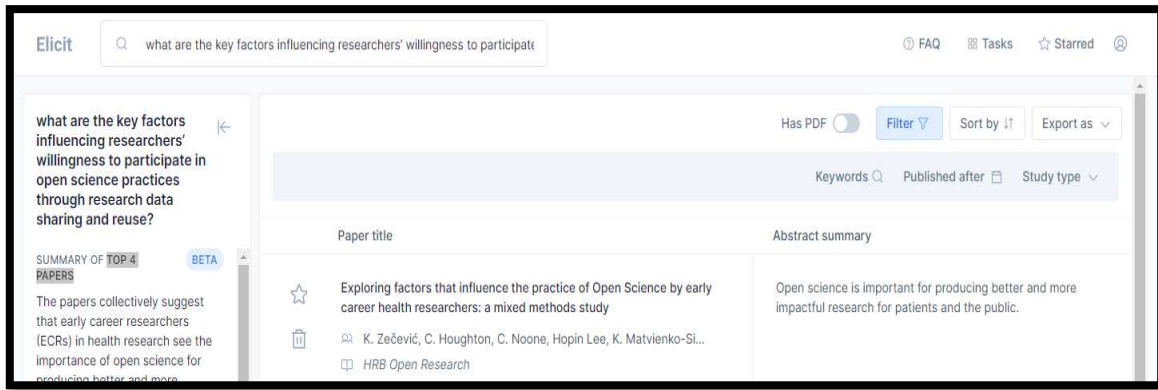 Elicit
what are the key factors influencing researchers' willingness to participate
FAQ
Tasks
Starred
what are the key factors
influencing researchers'
willingness to participate in
open science practices
through research data
sharing and reuse?
SUMMARY OF TOP 4
PAPERS
BETA
The papers collectively suggest
that early career researchers
(ECRs) in health research see the
importance of open science for
producing better and more
Has PDF
Filter
Sort by
Export as
Keywords
Published after
Study type
Paper title
Abstract summary
Exploring factors that influence the practice of Open Science by early
career health researchers: a mixed methods study
K. Zečević, C. Houghton, C. Noone, Hopin Lee, K. Matvienko-Si...
HRB Open Research
Open science is important for producing better and more
impactful research for patients and the public.